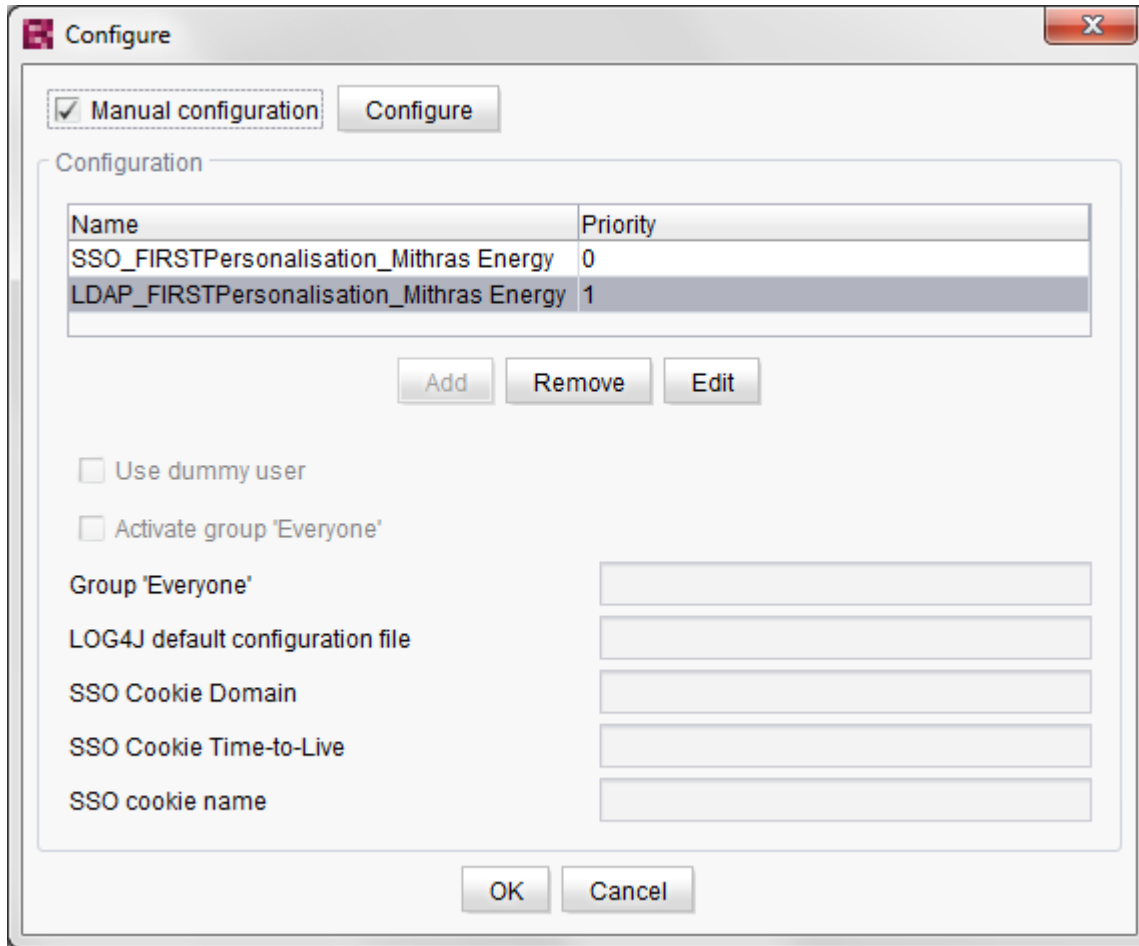 Configure
Manual configuration Configure
Configuration
Name Priority
SSO_FIRSTPersonalisation_Mithras Energy 0
LDAP_FIRSTPersonalisation_Mithras Energy 1
Add Remove Edit
Use dummy user
Activate group 'Everyone'
Group 'Everyone'
LOG4J default configuration file
SSO Cookie Domain
SSO Cookie Time-to-Live
SSO cookie name
OK Cancel